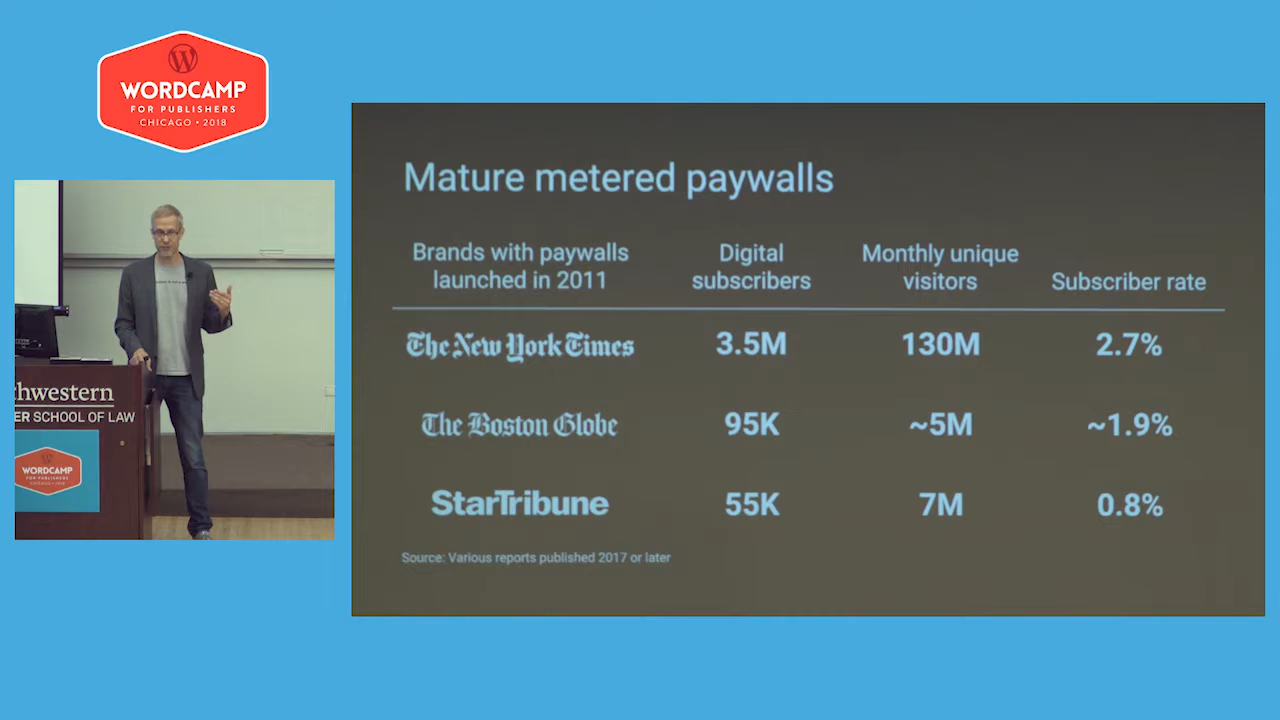 WORDCAMP
FOR PUBLISHERS
CHICAGO • 2018
Mature metered paywalls
Brands with paywalls launched in 2011
Digital subscribers
Monthly unique visitors
Subscriber rate
The New York Times 3.5M 130M 2.7%
The Boston Globe 95K ~5M ~1.9%
StarTribune 55K 7M 0.8%
Source: Various reports published 2017 or later
hwestern
ER SCHOOL OF LAW
WORDCAMP
FOR PUBLISHERS